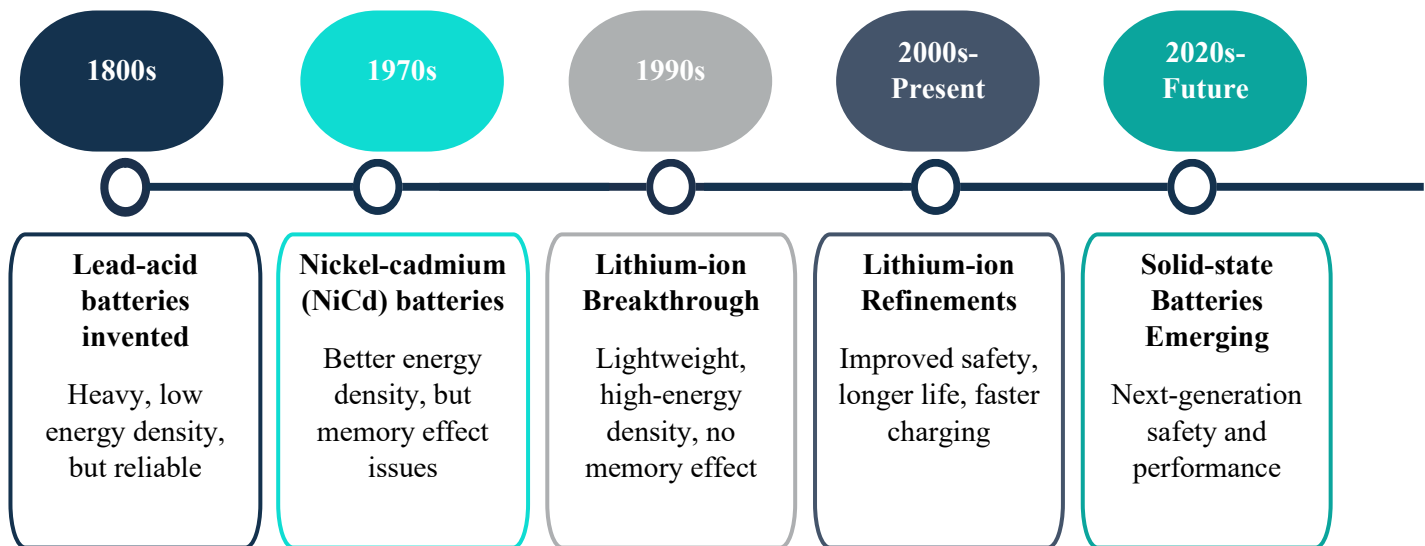 1800s
1970s
1990s
2000s-
Present
2020s-
Future
Lead-acid
batteries
invented
Heavy, low
energy density,
but reliable
Nickel-cadmium
(NiCd) batteries
Better energy
density, but
memory effect
issues
Lithium-ion
Breakthrough
Lightweight,
high-energy
density, no
memory effect
Lithium-ion
Refinements
Improved safety,
longer life, faster
charging
Solid-state
Batteries
Emerging
Next-generation
safety and
performance